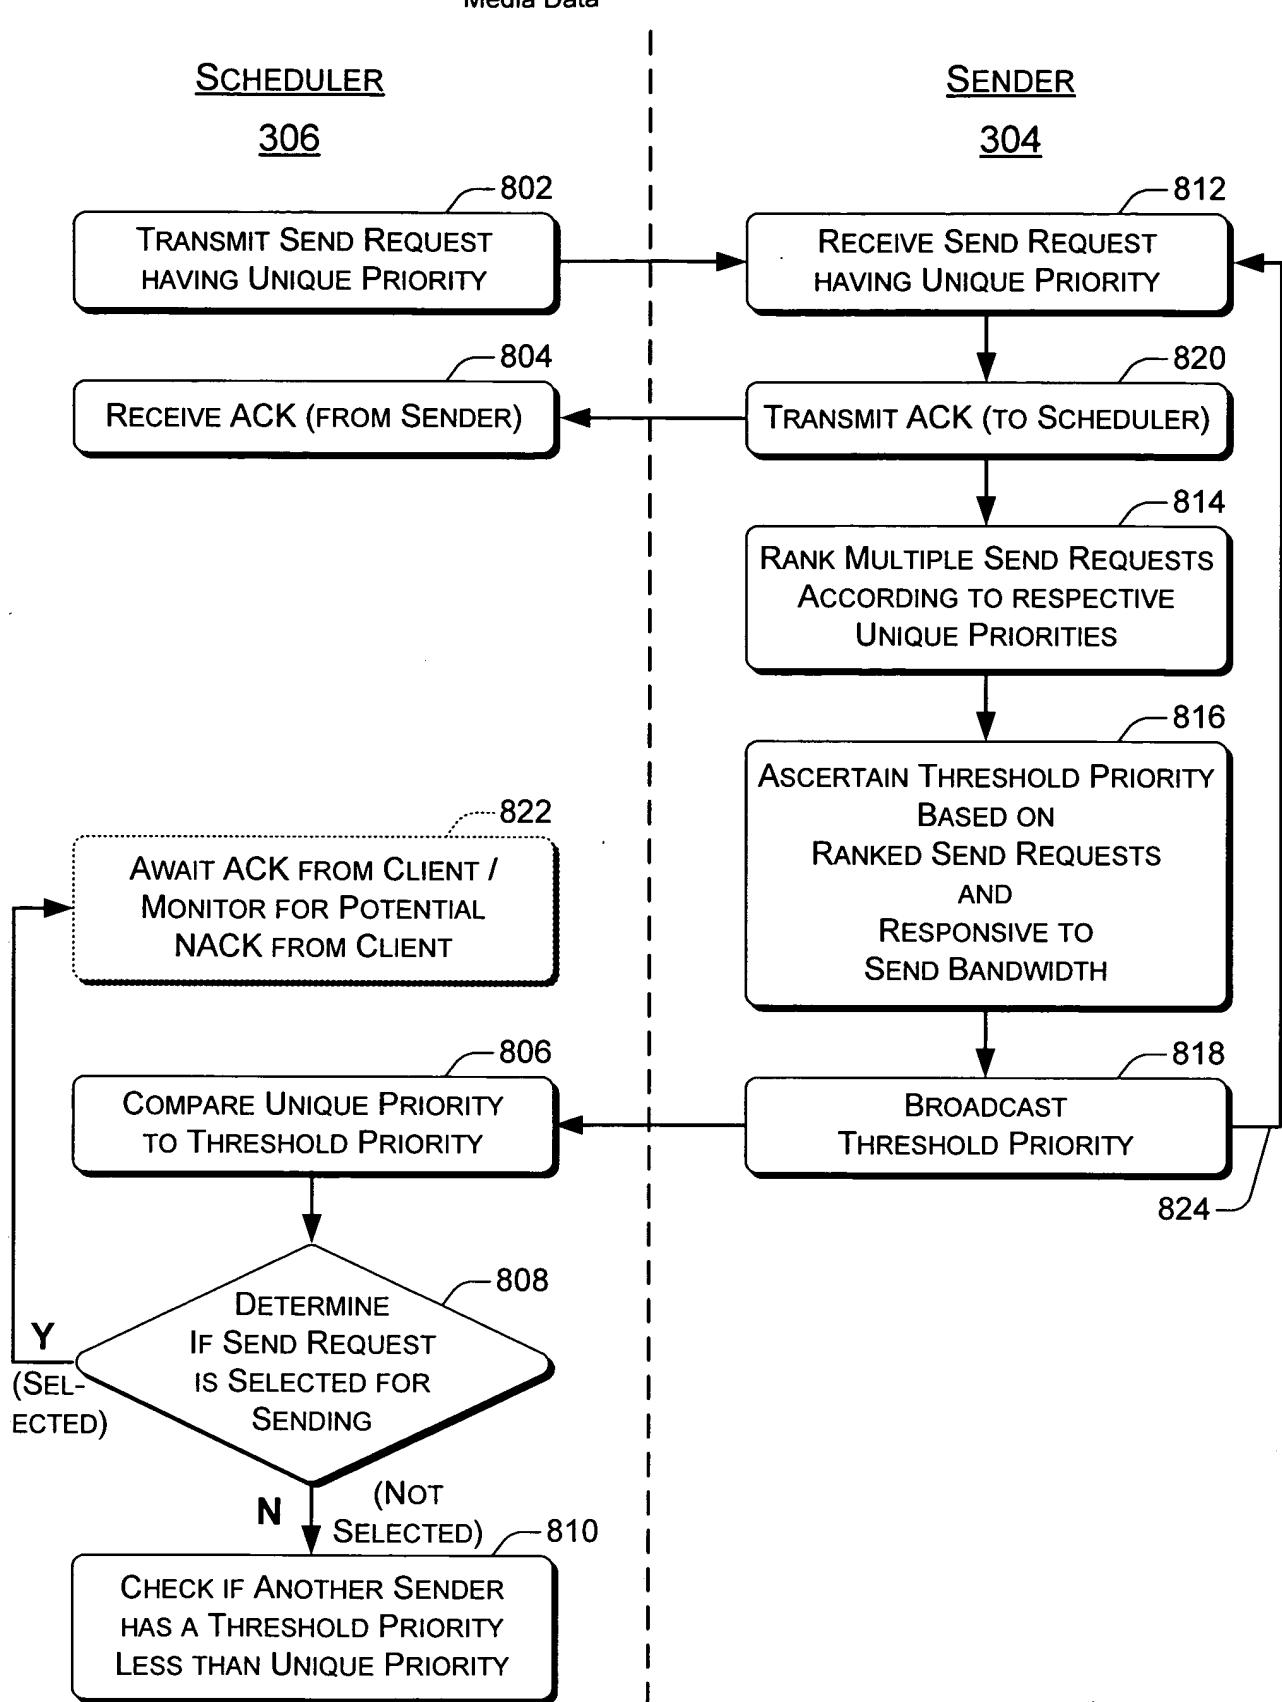 Media Data
SCHEDULER
306
802
TRANSMIT SEND REQUEST
HAVING UNIQUE PRIORITY
804
RECEIVE ACK (FROM SENDER)
822
AWAIT ACK FROM CLIENT /
MONITOR FOR POTENTIAL
NACK FROM CLIENT
806
COMPARE UNIQUE PRIORITY
TO THRESHOLD PRIORITY
808
DETERMINE
IF SEND REQUEST
IS SELECTED FOR
SENDING
Y
(SEL-
ECTED)
N
(NOT
SELECTED)
810
CHECK IF ANOTHER SENDER
HAS A THRESHOLD PRIORITY
LESS THAN UNIQUE PRIORITY
SENDER
304
812
RECEIVE SEND REQUEST
HAVING UNIQUE PRIORITY
820
TRANSMIT ACK (TO SCHEDULER)
814
RANK MULTIPLE SEND REQUESTS
ACCORDING TO RESPECTIVE
UNIQUE PRIORITIES
816
ASCERTAIN THRESHOLD PRIORITY
BASED ON
RANKED SEND REQUESTS
AND
RESPONSIVE TO
SEND BANDWIDTH
818
BROADCAST
THRESHOLD PRIORITY
824